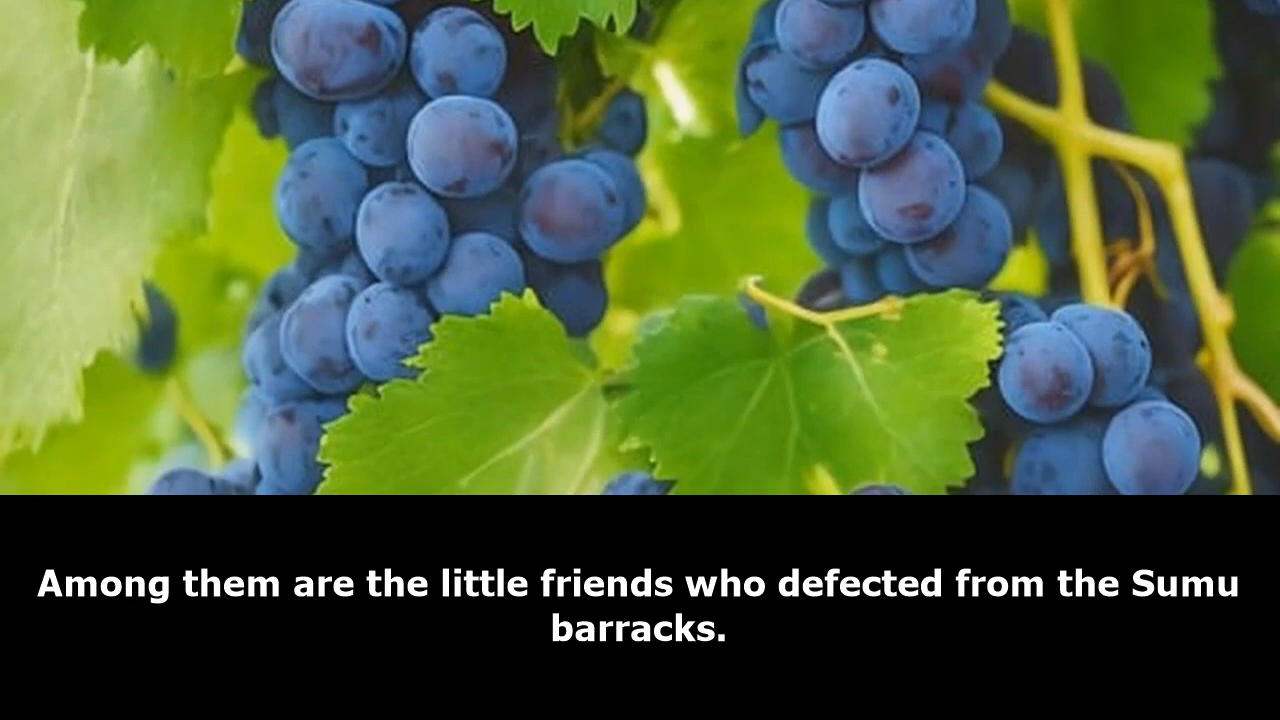 Among them are the little friends who defected from the Sumu
barracks.